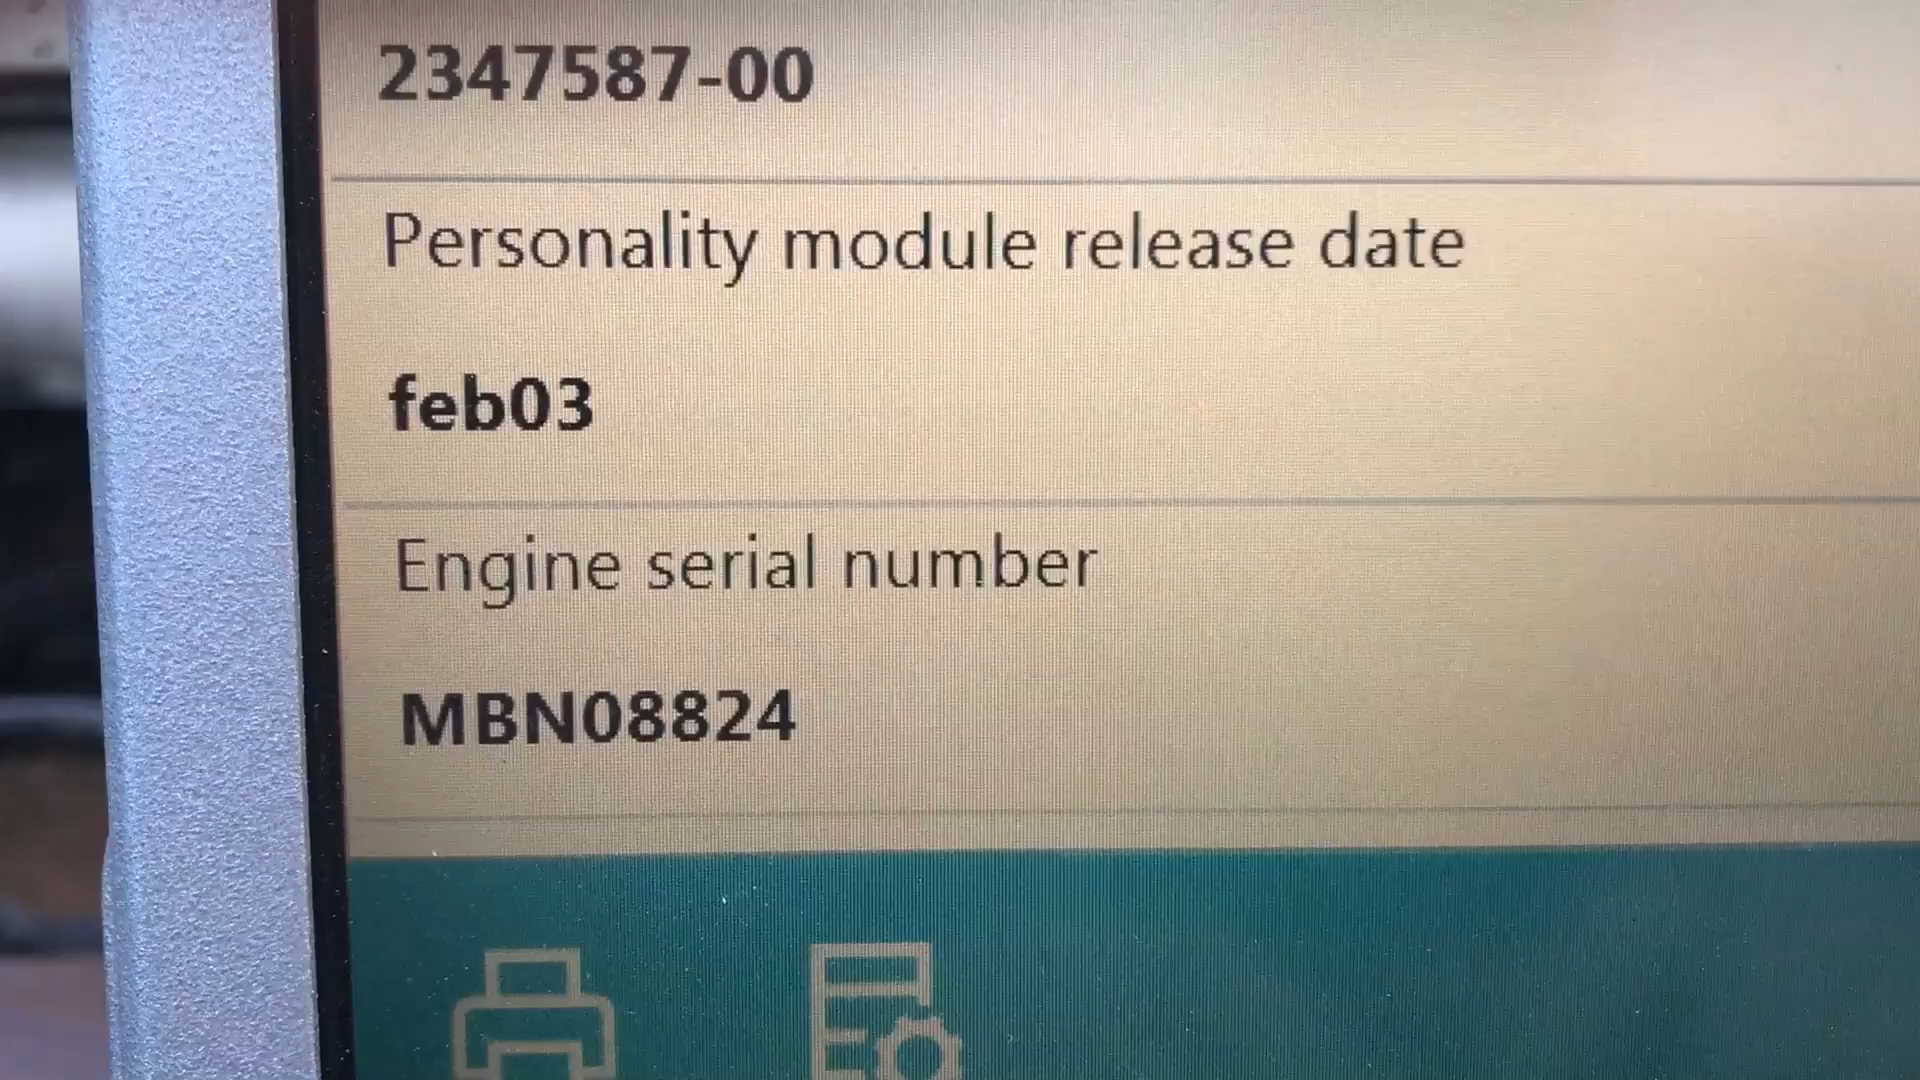 2347587-00
Personality module release date
feb03
Engine serial number
MBN08824